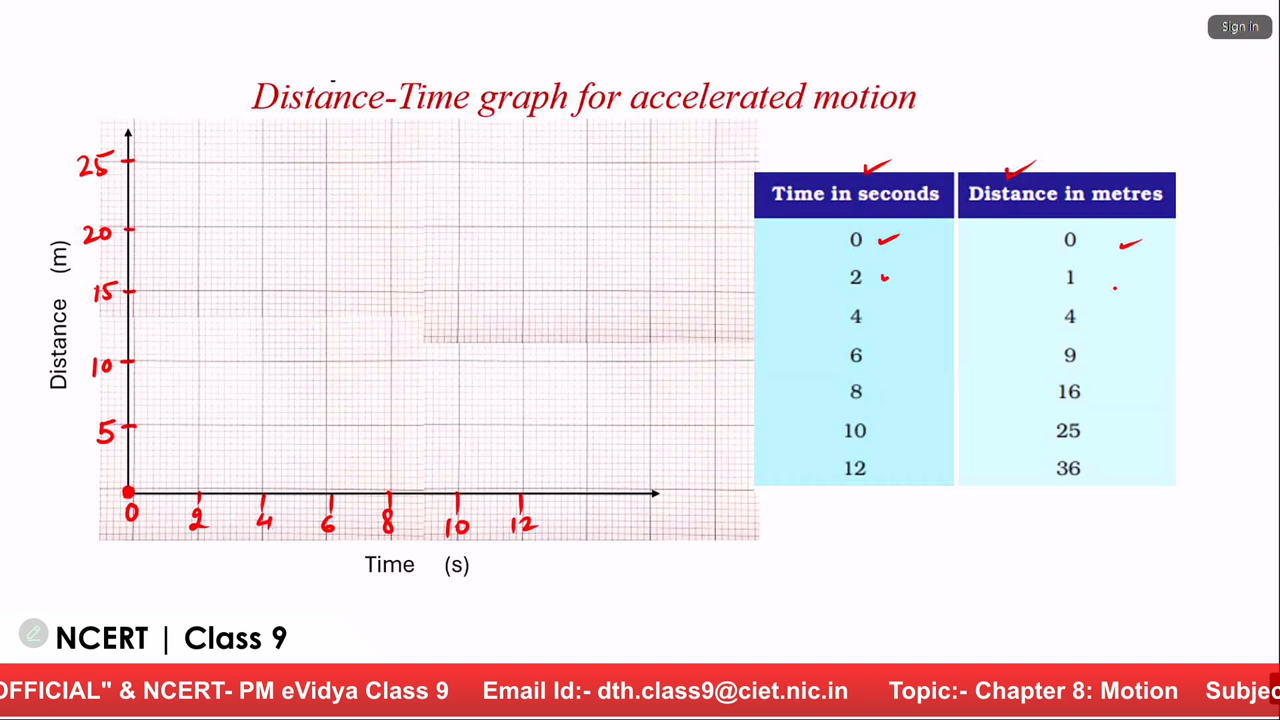 Sign in
Distance-Time graph for accelerated motion
25
20
15
10
5
Distance (m)
0 2 4 6 8 10 12
Time (s)
Time in seconds Distance in metres
0 0
2 1
4 4
6 9
8 16
10 25
12 36
NCERT | Class 9
OFFICIAL" & NCERT- PM eVidya Class 9 Email Id:- dth.class9@ciet.nic.in Topic:- Chapter 8: Motion Subjec